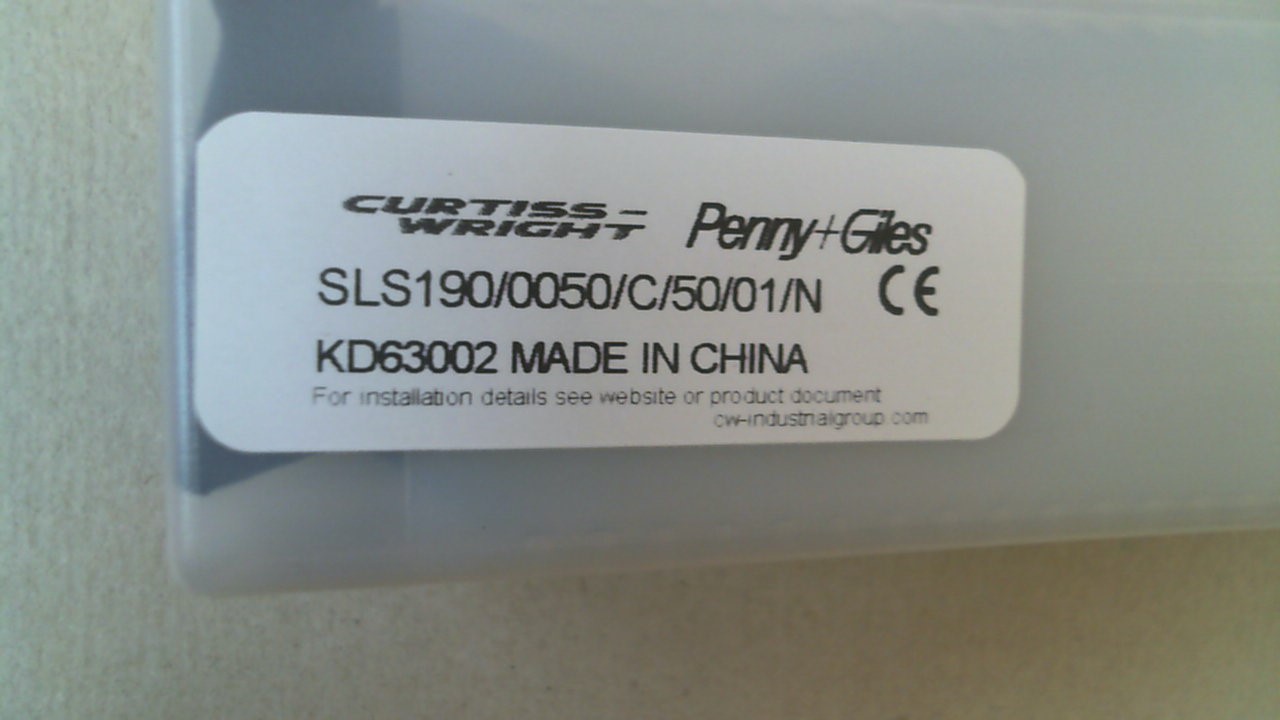 CURTISS-
WRIGHT
Penny+Giles
SLS190/0050/C/50/01/N CE
KD63002 MADE IN CHINA
For installation details see website or product document
cw-industrialgroup.com